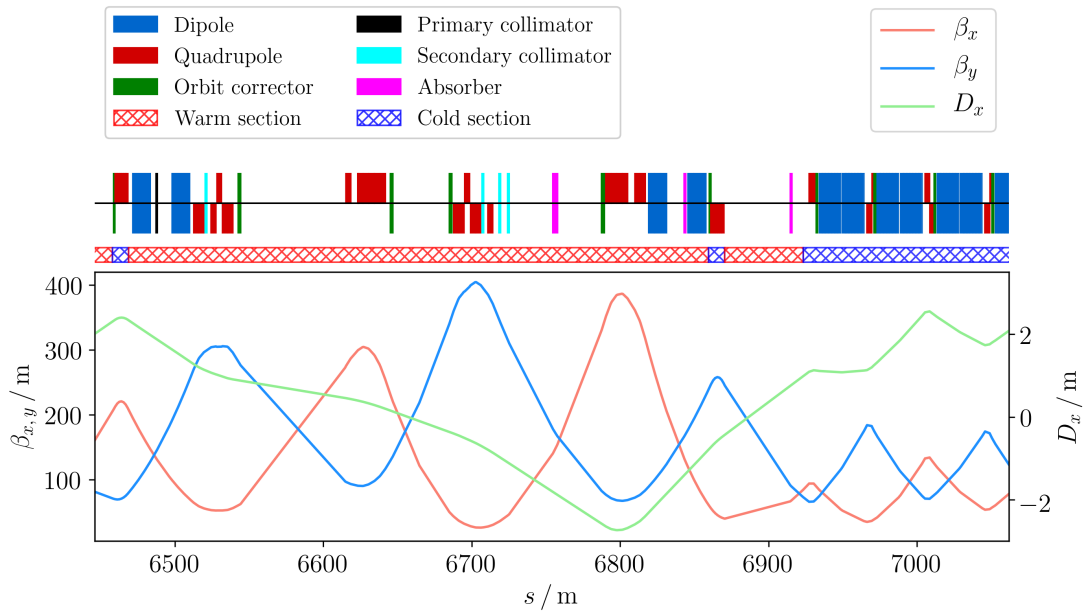 Dipole
Quadrupole
Orbit corrector
Warm section
Primary collimator
Secondary collimator
Absorber
Cold section
βx
βy
Dx
400
300
200
100
βx, y / m
2
0
−2
Dx / m
6500 6600 6700 6800 6900 7000
s / m